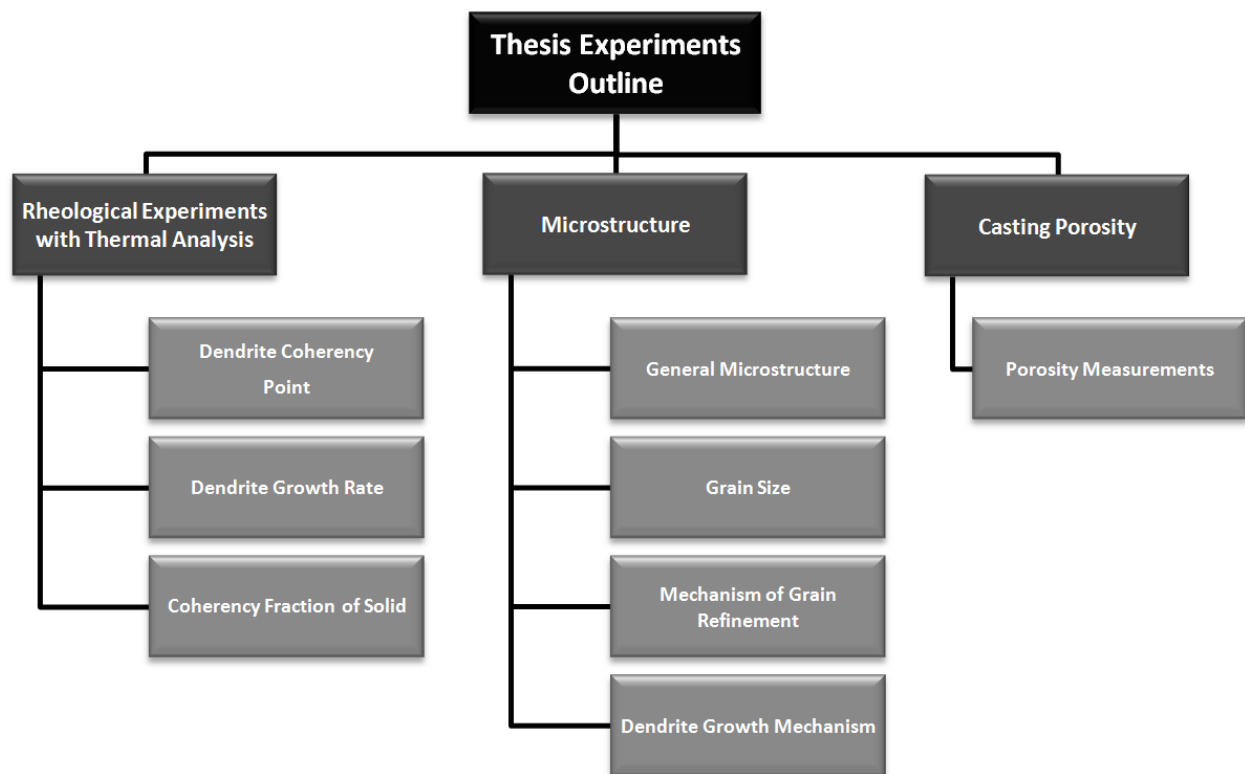 Thesis Experiments
Outline
Rheological Experiments
with Thermal Analysis
Dendrite Coherency
Point
Dendrite Growth Rate
Coherency Fraction of Solid
Microstructure
General Microstructure
Grain Size
Mechanism of Grain
Refinement
Dendrite Growth Mechanism
Casting Porosity
Porosity Measurements